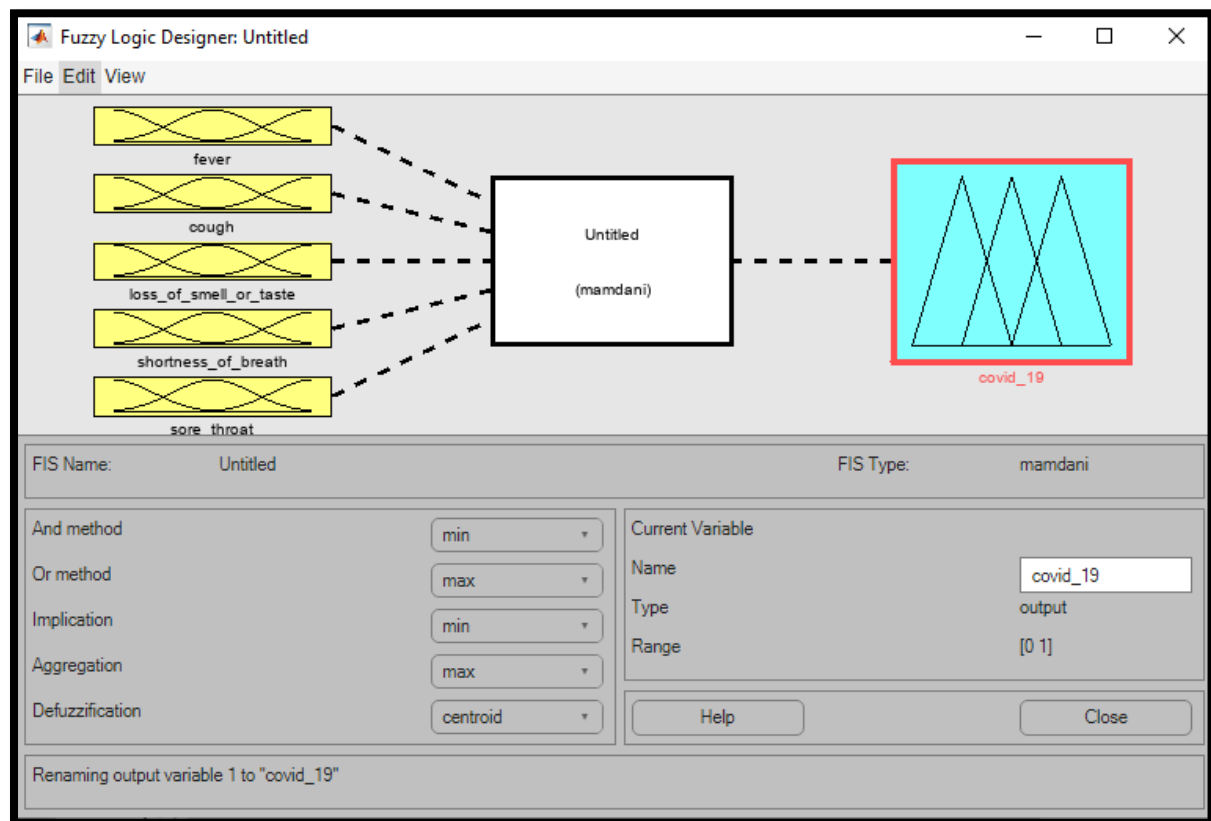 Fuzzy Logic Designer: Untitled
File Edit View
fever
cough
loss_of_smell_or_taste
shortness_of_breath
sore_throat
Untitled
(mamdani)
covid_19
FIS Name: Untitled FIS Type: mamdani
And method min
Or method max
Implication min
Aggregation max
Defuzzification centroid
Current Variable
Name covid_19
Type output
Range [0 1]
Help Close
Renaming output variable 1 to "covid_19"